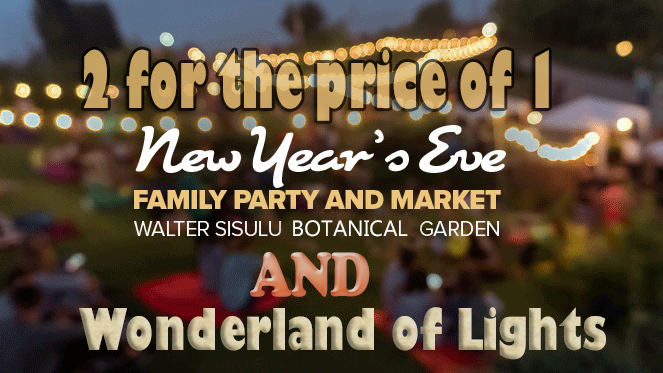 2 for the price of 1
New Year's Eve
FAMILY PARTY AND MARKET
WALTER SISULU BOTANICAL GARDEN
AND
Wonderland of Lights